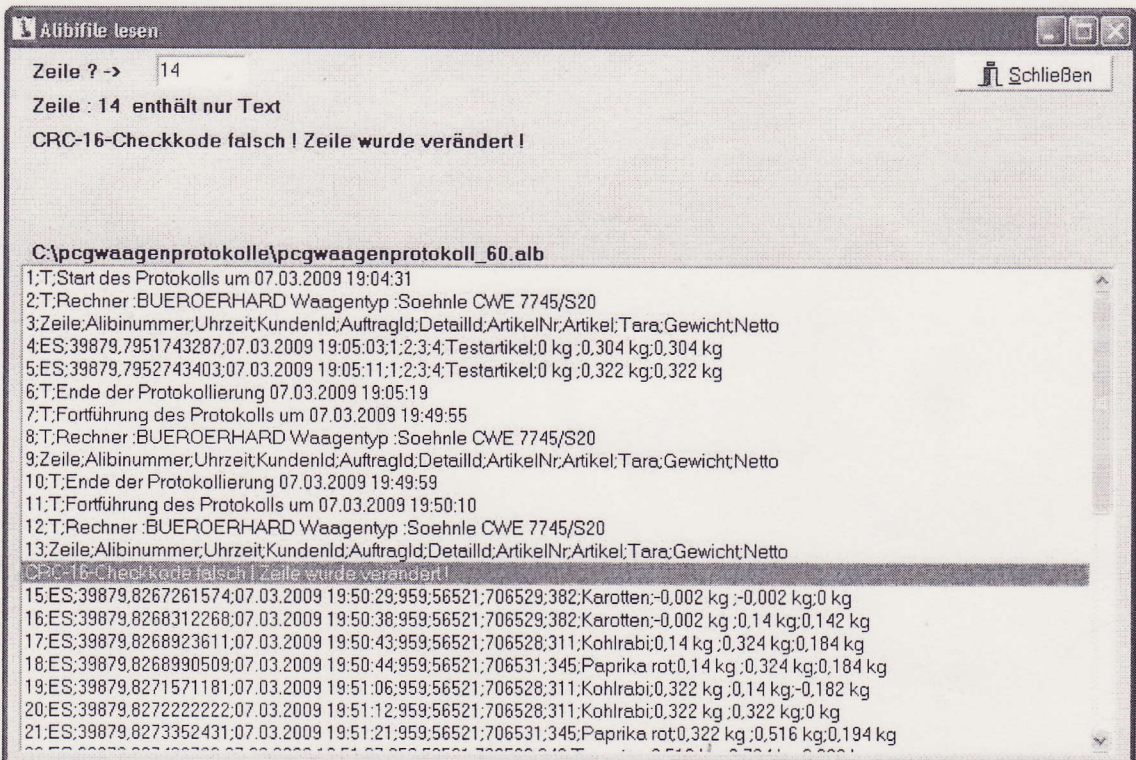 Alibifile lesen
Zeile ? -> 14
Schließen
Zeile : 14 enthält nur Text
CRC-16-Checkkode falsch ! Zeile wurde verändert !
C:\pcgwaagenprotokolle\pcgwaagenprotokoll_60.alb
1;T;Start des Protokolls um 07.03.2009 19:04:31
2;T;Rechner :BUEROERHARD Waagentyp :Soehnle CWE 7745/S20
3;Zeile;Alibinummer;Uhrzeit;KundenId;AuftragId;DetailId;ArtikelNr;Artikel;Tara;Gewicht;Netto
4;ES;39879,7951743287;07.03.2009 19:05:03;1;2;3;4;Testartikel;0 kg ;0,304 kg;0,304 kg
5;ES;39879,7952743403;07.03.2009 19:05:11;1;2;3;4;Testartikel;0 kg ;0,322 kg;0,322 kg
6;T;Ende der Protokollierung 07.03.2009 19:05:19
7;T;Fortführung des Protokolls um 07.03.2009 19:49:55
8;T;Rechner :BUEROERHARD Waagentyp :Soehnle CWE 7745/S20
9;Zeile;Alibinummer;Uhrzeit;KundenId;AuftragId;DetailId;ArtikelNr;Artikel;Tara;Gewicht;Netto
10;T;Ende der Protokollierung 07.03.2009 19:49:59
11;T;Fortführung des Protokolls um 07.03.2009 19:50:10
12;T;Rechner :BUEROERHARD Waagentyp :Soehnle CWE 7745/S20
13;Zeile;Alibinummer;Uhrzeit;KundenId;AuftragId;DetailId;ArtikelNr;Artikel;Tara;Gewicht;Netto
CRC-16-Checkkode falsch ! Zeile wurde verändert !
15;ES;39879,8267261574;07.03.2009 19:50:29;959;56521;706529;382;Karotten;-0,002 kg ;-0,002 kg;0 kg
16;ES;39879,8268312268;07.03.2009 19:50:38;959;56521;706529;382;Karotten;-0,002 kg ;0,14 kg;0,142 kg
17;ES;39879,8268923611;07.03.2009 19:50:43;959;56521;706528;311;Kohlrabi;0,14 kg ;0,324 kg;0,184 kg
18;ES;39879,8268990509;07.03.2009 19:50:44;959;56521;706531;345;Paprika rot;0,14 kg ;0,324 kg;0,184 kg
19;ES;39879,8271571181;07.03.2009 19:51:06;959;56521;706528;311;Kohlrabi;0,322 kg ;0,14 kg;-0,182 kg
20;ES;39879,8272222222;07.03.2009 19:51:12;959;56521;706528;311;Kohlrabi;0,322 kg ;0,322 kg;0 kg
21;ES;39879,8273352431;07.03.2009 19:51:21;959;56521;706531;345;Paprika rot;0,322 kg ;0,516 kg;0,194 kg